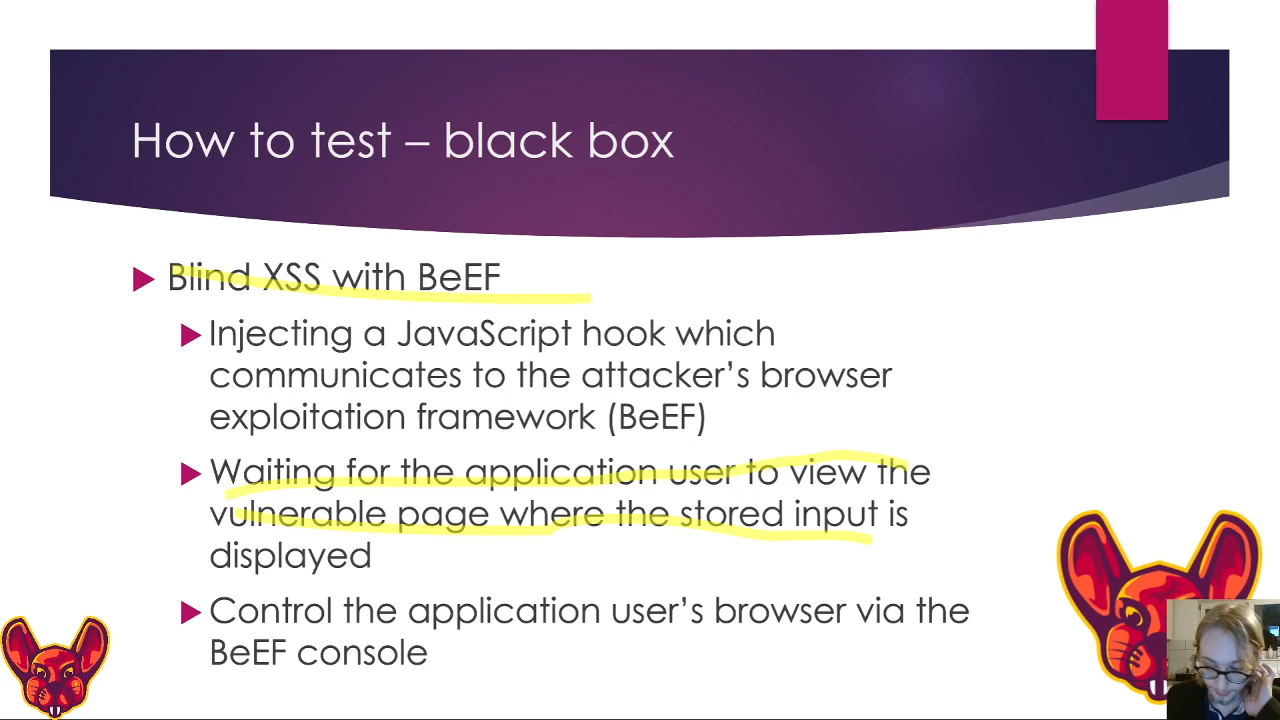 How to test – black box
Blind XSS with BeEF
Injecting a JavaScript hook which
communicates to the attacker’s browser
exploitation framework (BeEF)
Waiting for the application user to view the
vulnerable page where the stored input is
displayed
Control the application user’s browser via the
BeEF console